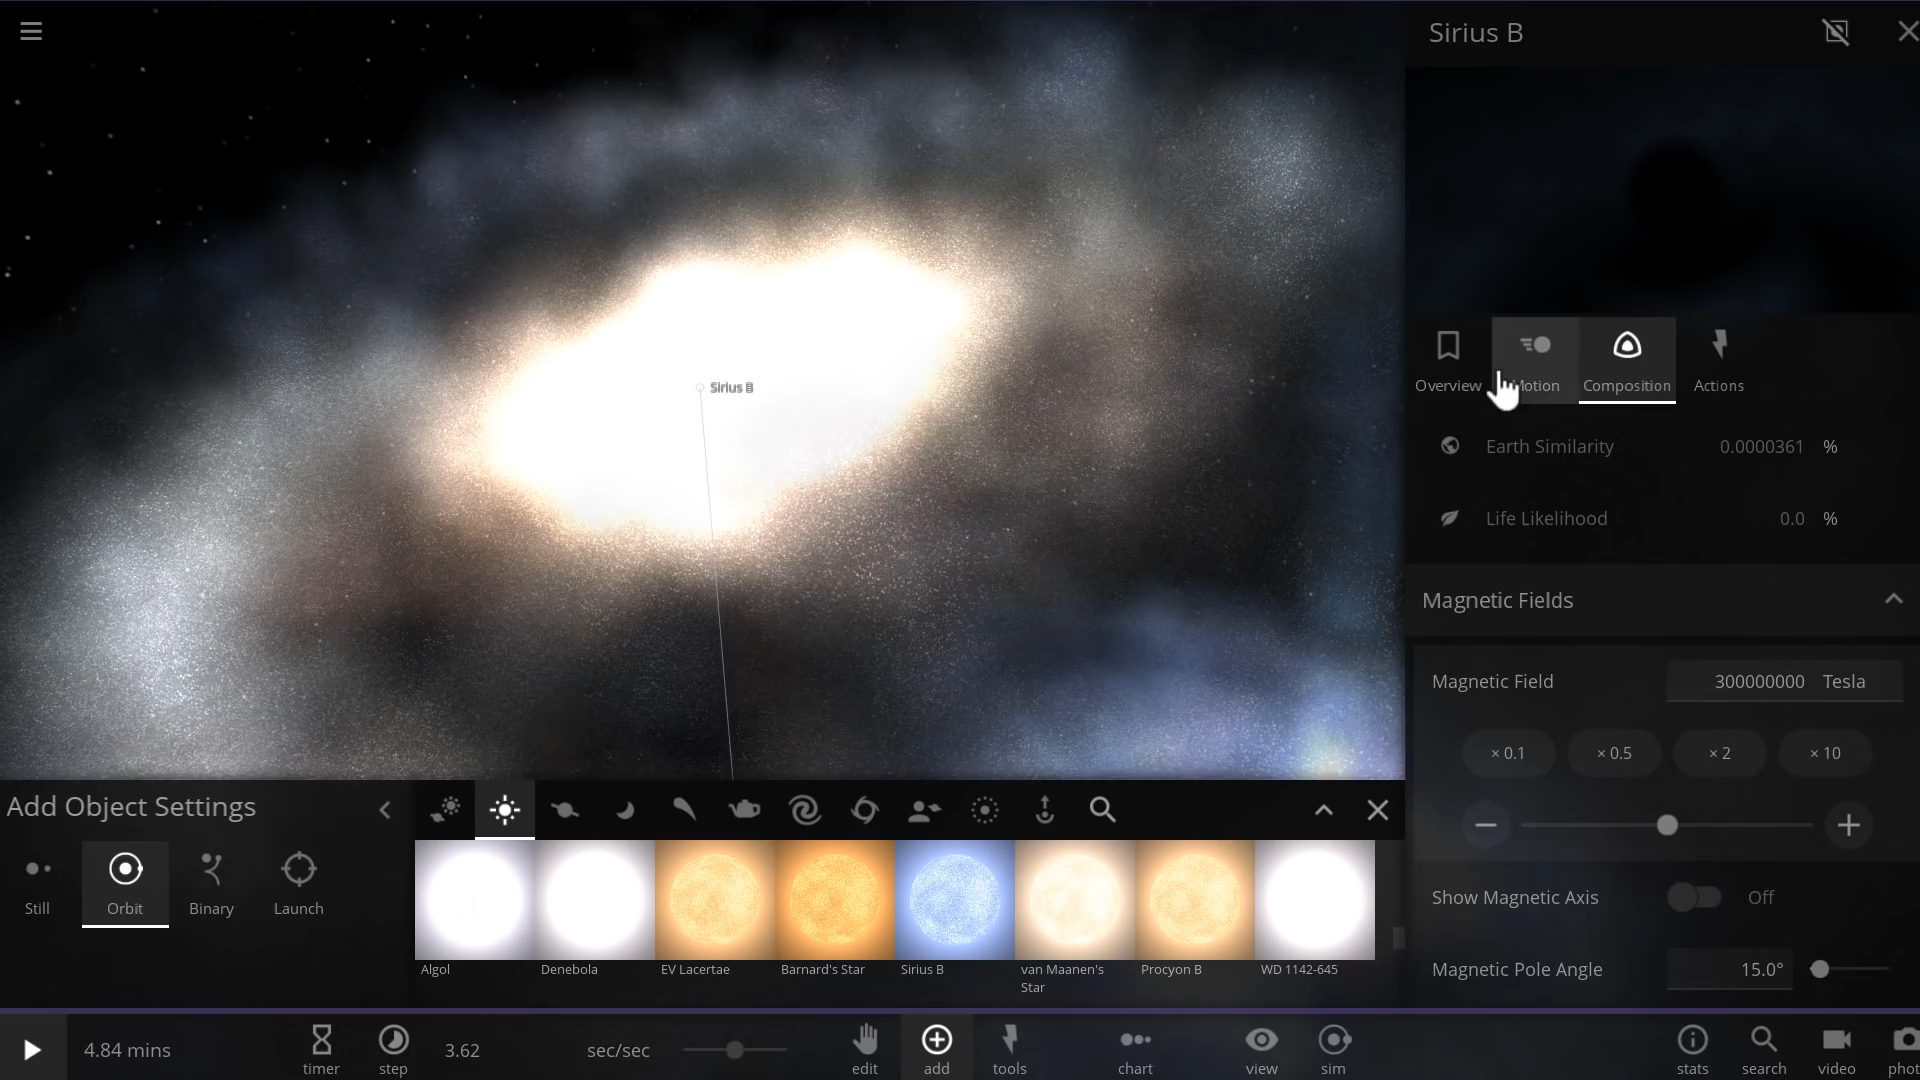 Sirius B
Sirius B
Overview
Motion
Composition
Actions
Earth Similarity 0.0000361 %
Life Likelihood 0.0 %
Magnetic Fields
Magnetic Field 300000000 Tesla
× 0.1 × 0.5 × 2 × 10
Show Magnetic Axis Off
Magnetic Pole Angle 15.0°
Add Object Settings
Still Orbit Binary Launch
Algol
Denebola
EV Lacertae
Barnard's Star
Sirius B
van Maanen's
Star
Procyon B
WD 1142-645
4.84 mins
timer
step
3.62 sec/sec
edit
add
tools
chart
view
sim
stats
search
video
phot